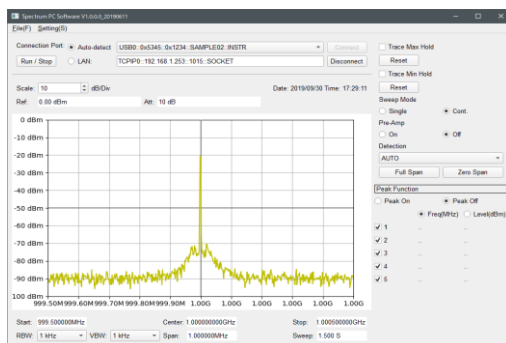 Spectrum PC Software V1.0.0.0_20190611
File(F) Setting(S)
Connection Port: Auto-detect USB0::0x5345::0x1234::SAMPLE02::INSTR Connect
Run / Stop LAN: TCPIP0::192.168.1.253::1015::SOCKET Disconnect
Scale: 10 dB/Div Date: 2019/09/30 Time: 17:29:11
Ref: 0.00 dBm Att: 10 dB
0 dBm
-10 dBm
-20 dBm
-30 dBm
-40 dBm
-50 dBm
-60 dBm
-70 dBm
-80 dBm
-90 dBm
100 dBm
999.50M 999.60M 999.70M 999.80M 999.90M 1.00G 1.00G 1.00G 1.00G 1.00G 1.00G
Start: 999.500000MHz Center: 1.000000000GHz Stop: 1.000500000GHz
RBW: 1 kHz VBW: 1 kHz Span: 1.000000MHz Sweep: 1.500 S
Trace Max Hold
Reset
Trace Min Hold
Reset
Sweep Mode
Single Cont.
Pre-Amp
On Off
Detection
AUTO
Full Span Zero Span
Peak Function
Peak On Peak Off
Freq(MHz) Level(dBm)
1 .. ..
2 .. ..
3 .. ..
4 .. ..
5 .. ..